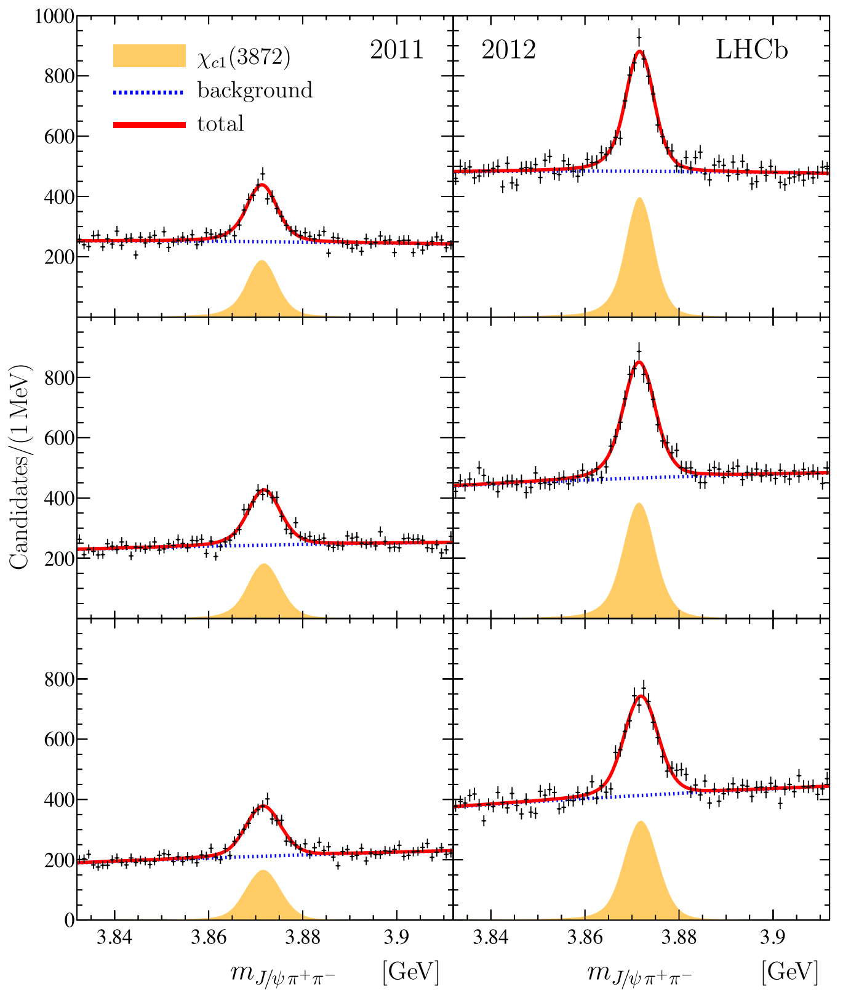 1000
800
600
400
200
χc1(3872)
background
total
2011
2012
LHCb
800
600
400
200
Candidates/(1 MeV)
800
600
400
200
0
3.84 3.86 3.88 3.9
3.84 3.86 3.88 3.9
mJ/ψπ+π− [GeV]
mJ/ψπ+π− [GeV]